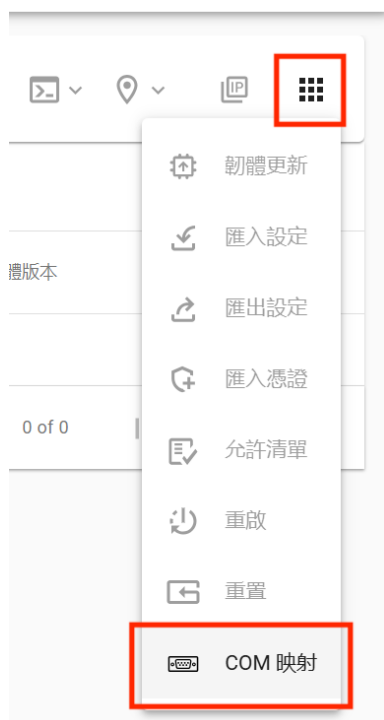 IP
韌體更新
匯入設定
體版本
匯出設定
匯入憑證
0 of 0
允許清單
重啟
重置
COM 映射